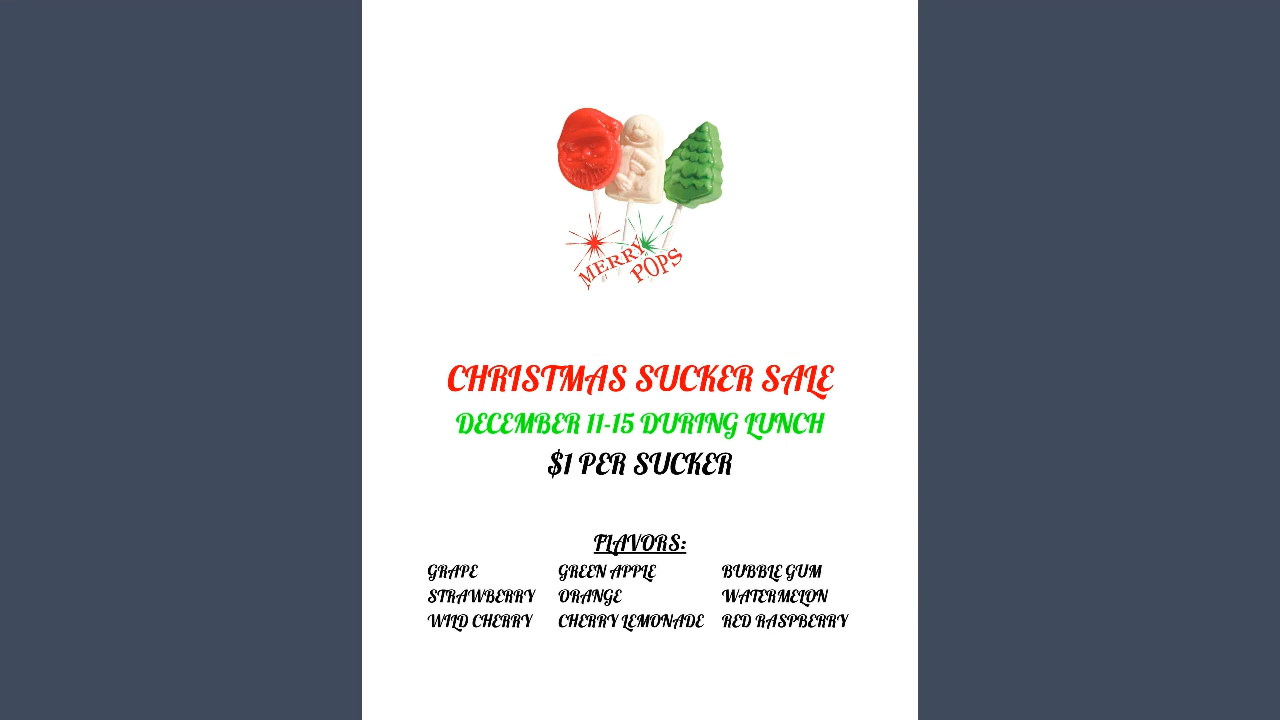 MERRY
POPS
CHRISTMAS SUCKER SALE
DECEMBER 11-15 DURING LUNCH
$1 PER SUCKER
FLAVORS:
GRAPE GREEN APPLE BUBBLE GUM
STRAWBERRY ORANGE WATERMELON
WILD CHERRY CHERRY LEMONADE RED RASPBERRY